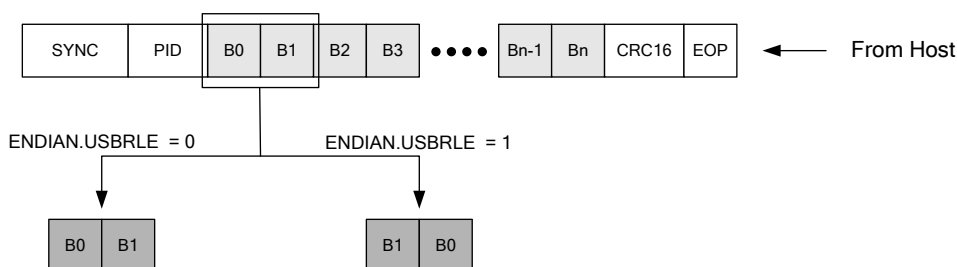 SYNC PID B0 B1 B2 B3 Bn-1 Bn CRC16 EOP From Host
ENDIAN.USBRLE = 0 ENDIAN.USBRLE = 1
B0 B1 B1 B0